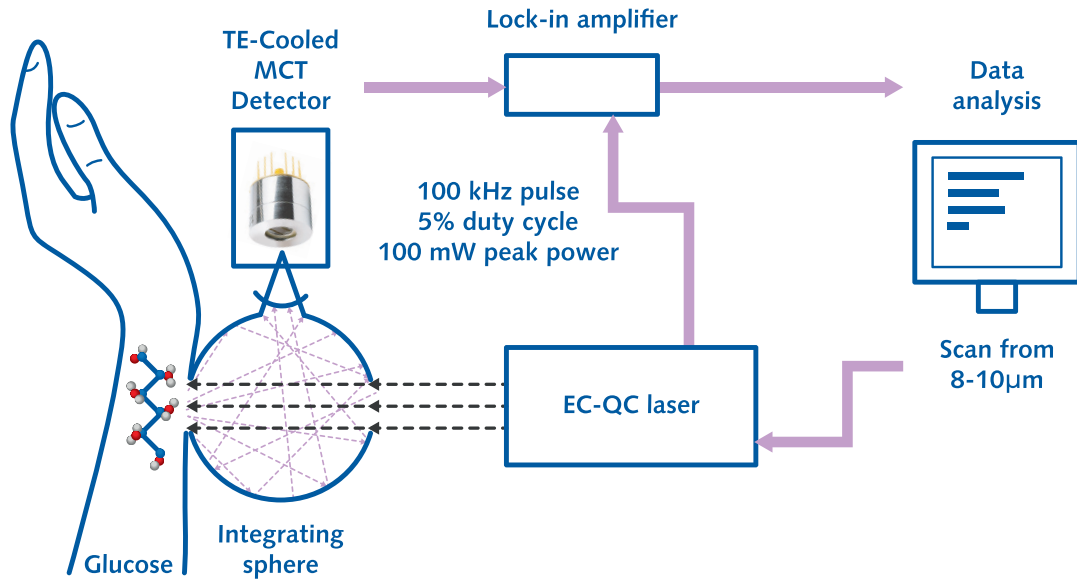 Lock-in amplifier
TE-Cooled
MCT
Detector
Data
analysis
100 kHz pulse
5% duty cycle
100 mW peak power
Scan from
8-10µm
EC-QC laser
Integrating
sphere
Glucose